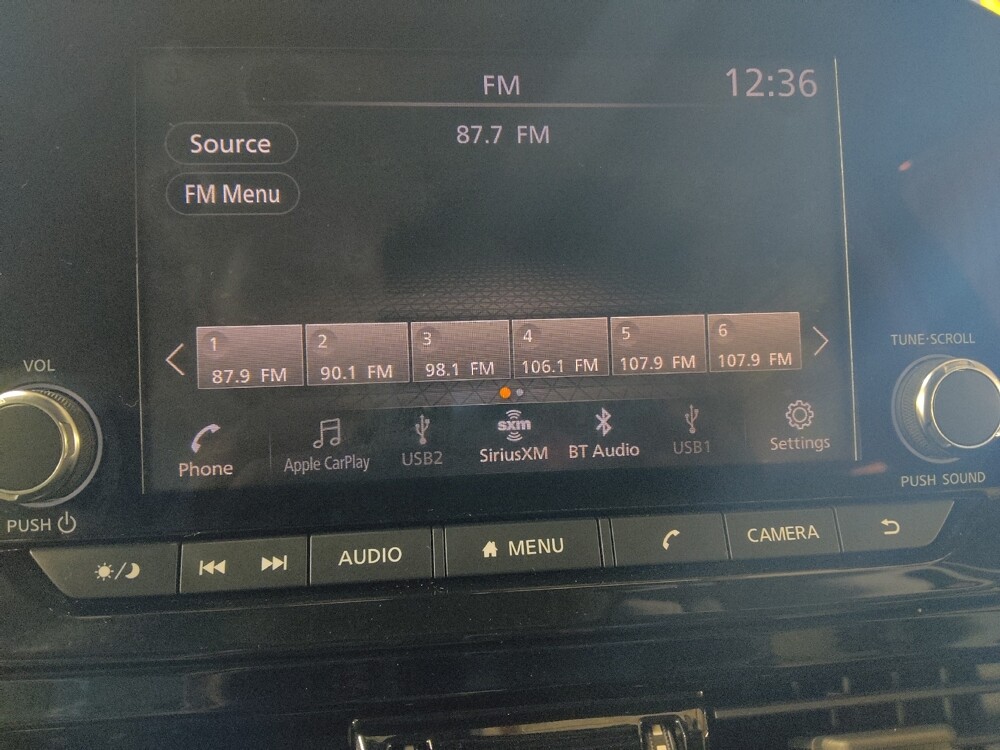 FM
12:36
Source
87.7 FM
FM Menu
1 2 3 4 5 6
87.9 FM 90.1 FM 98.1 FM 106.1 FM 107.9 FM 107.9 FM
VOL
TUNE·SCROLL
sxm
Phone Apple CarPlay USB2 SiriusXM BT Audio USB1 Settings
PUSH
PUSH SOUND
AUDIO MENU CAMERA